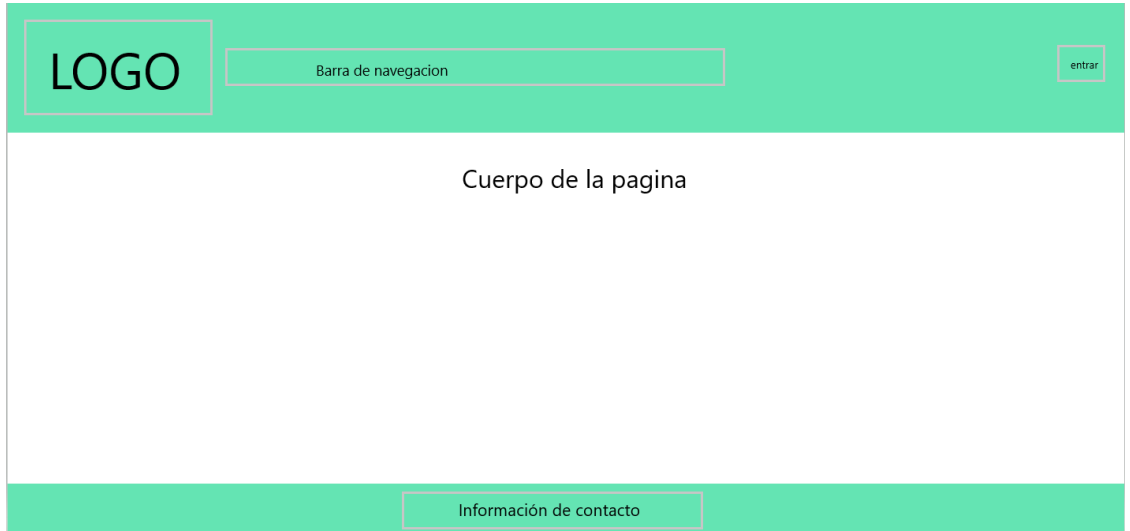 LOGO
Barra de navegacion
entrar
Cuerpo de la pagina
Información de contacto